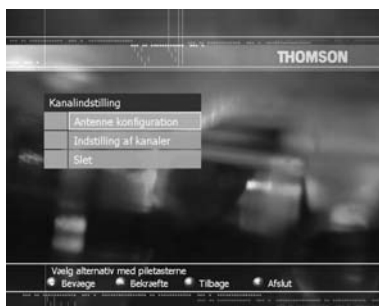 THOMSON
Kanalindstilling
Antenne konfiguration
Indstilling af kanaler
Slet
Vælg alternativ med piletasterne
Bevæge Bekræfte Tilbage Afslut